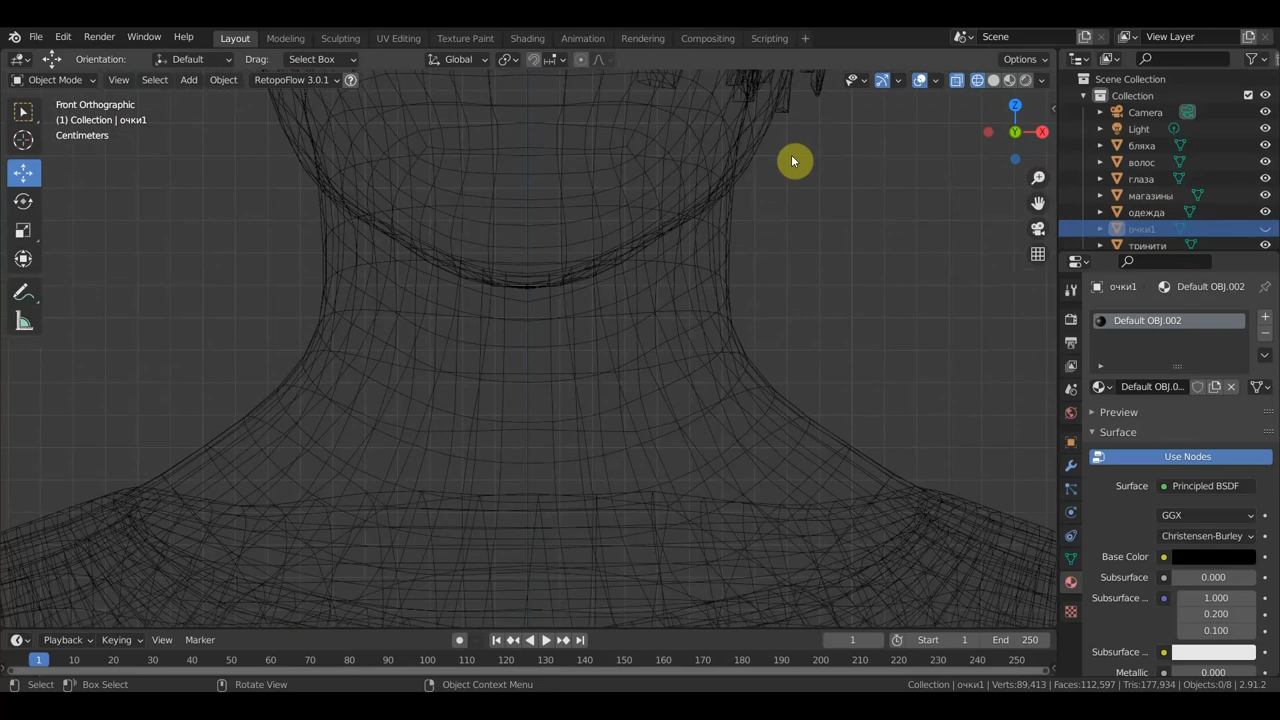 File Edit Render Window Help Layout Modeling Sculpting UV Editing Texture Paint Shading Animation Rendering Compositing Scripting + Scene View Layer
Orientation: Default Drag: Select Box Global Options
Object Mode View Select Add Object RetopoFlow 3.0.1 ?
Front Orthographic
(1) Collection | очки1
Centimeters
Z
Y
X
Scene Collection
Collection
Camera
Light
бляха
волос
глаза
магазины
одежда
очки1
тринити
очки1 Default OBJ.002
Default OBJ.002
Default OBJ.0...
Preview
Surface
Use Nodes
Surface Principled BSDF
GGX
Christensen-Burley
Base Color
Subsurface 0.000
Subsurface ... 1.000
0.200
0.100
Subsurface ...
Metallic 0.000
Playback Keying View Marker 1 Start 1 End 250
1 10 20 30 40 50 60 70 80 90 100 110 120 130 140 150 160 170 180 190 200 210 220 230 240 250
Select Box Select Rotate View Object Context Menu Collection | очки1 | Verts:89,413 | Faces:112,597 | Tris:177,934 | Objects:0/8 | 2.91.2